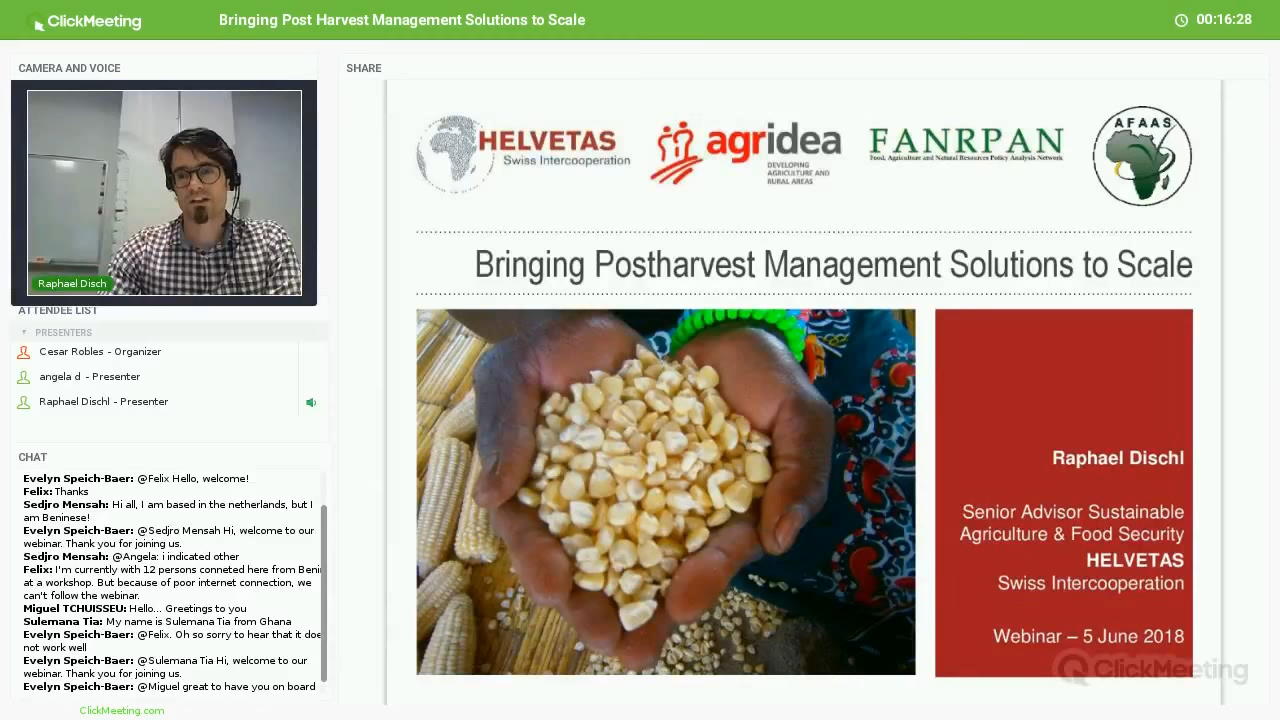 ClickMeeting
Bringing Post Harvest Management Solutions to Scale
00:16:28
CAMERA AND VOICE
Raphael Disch
ATTENDEE LIST
PRESENTERS
Cesar Robles - Organizer
angela d - Presenter
Raphael Dischl - Presenter
CHAT
Evelyn Speich-Baer: @Felix Hello, welcome!
Felix: Thanks
Sedjro Mensah: Hi all, I am based in the netherlands, but I
am Beninese!
Evelyn Speich-Baer: @Sedjro Mensah Hi, welcome to our
webinar. Thank you for joining us.
Sedjro Mensah: @Angela: i indicated other
Felix: I'm currently with 12 persons conneted here from Beni
at a workshop. But because of poor internet connection, we
can't follow the webinar.
Miguel TCHUISSEU: Hello... Greetings to you
Sulemana Tia: My name is Sulemana Tia from Ghana
Evelyn Speich-Baer: @Felix. Oh so sorry to hear that it doe
not work well
Evelyn Speich-Baer: @Sulemana Tia Hi, welcome to our
webinar. Thank you for joining us.
Evelyn Speich-Baer: @Miguel great to have you on board
ClickMeeting.com
SHARE
HELVETAS
Swiss Intercooperation
agridea
DEVELOPING
AGRICULTURE AND
RURAL AREAS
FANRPAN
Food, Agriculture and Natural Resources Policy Analysis Network
AFAAS
Bringing Postharvest Management Solutions to Scale
Raphael Dischl
Senior Advisor Sustainable
Agriculture & Food Security
HELVETAS
Swiss Intercooperation
Webinar – 5 June 2018
ClickMeeting